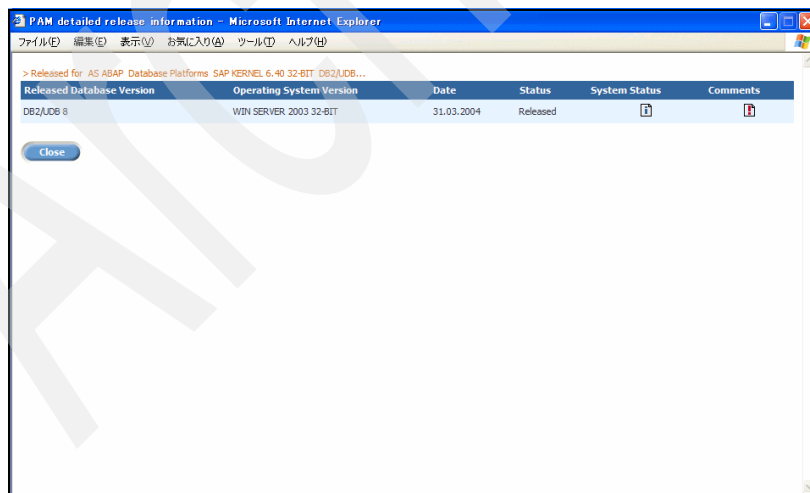 PAM detailed release information - Microsoft Internet Explorer
ファイル(F) 編集(E) 表示(V) お気に入り(A) ツール(T) ヘルプ(H)
> Released for AS ABAP Database Platforms SAP KERNEL 6.40 32-BIT DB2/UDB...
Released Database Version Operating System Version Date Status System Status Comments
DB2/UDB 8 WIN SERVER 2003 32-BIT 31.03.2004 Released
Close